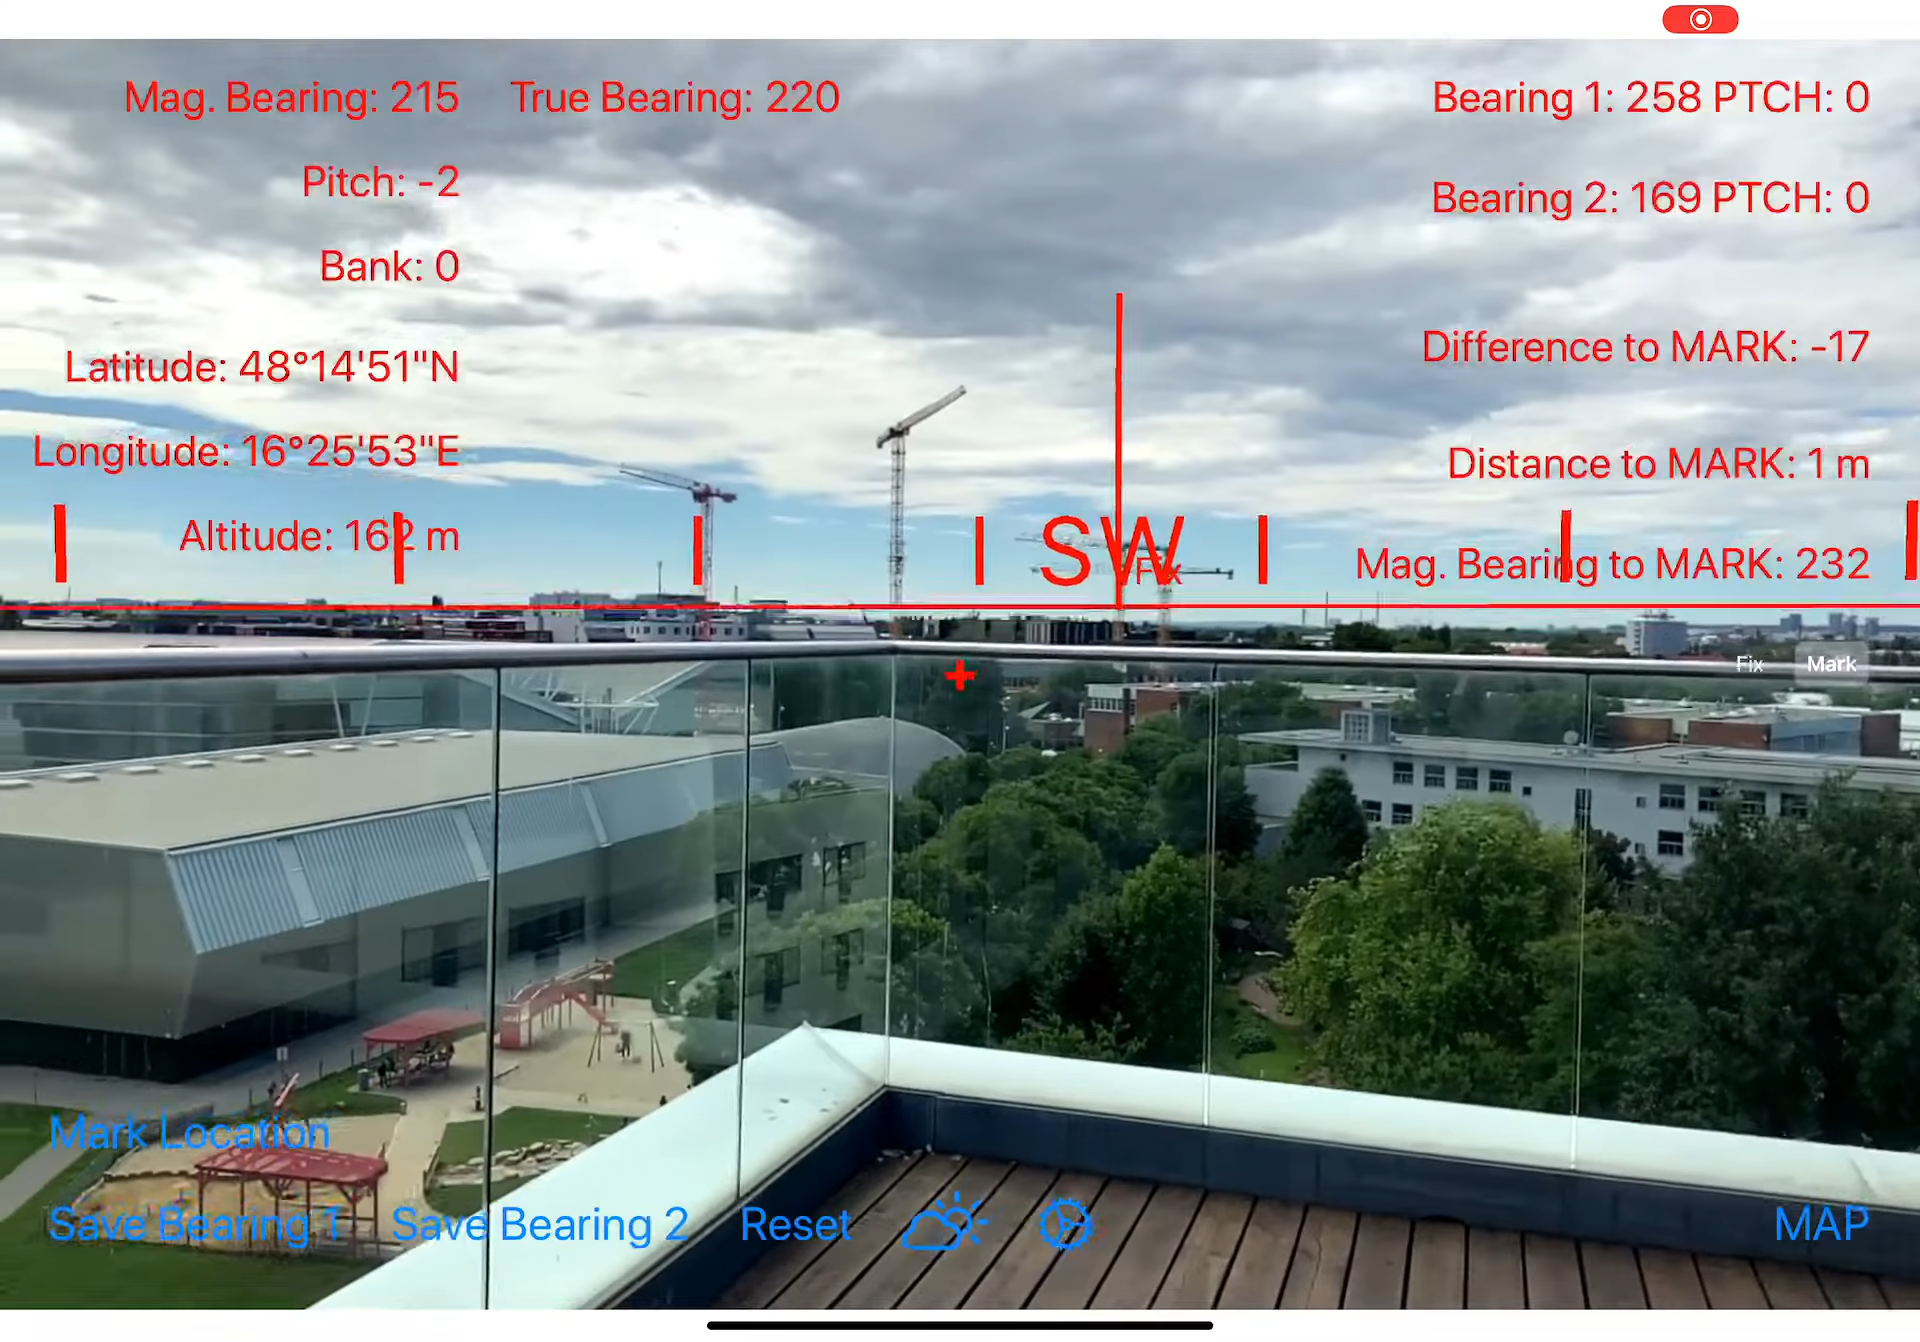 Mag. Bearing: 215 True Bearing: 220
Pitch: -2
Bank: 0
Latitude: 48°14'51"N
Longitude: 16°25'53"E
Altitude: 162 m
Bearing 1: 258 PTCH: 0
Bearing 2: 169 PTCH: 0
Difference to MARK: -17
Distance to MARK: 1 m
Mag. Bearing to MARK: 232
SW
Fix
Fix Mark
Mark Location
Save Bearing 1 Save Bearing 2 Reset MAP